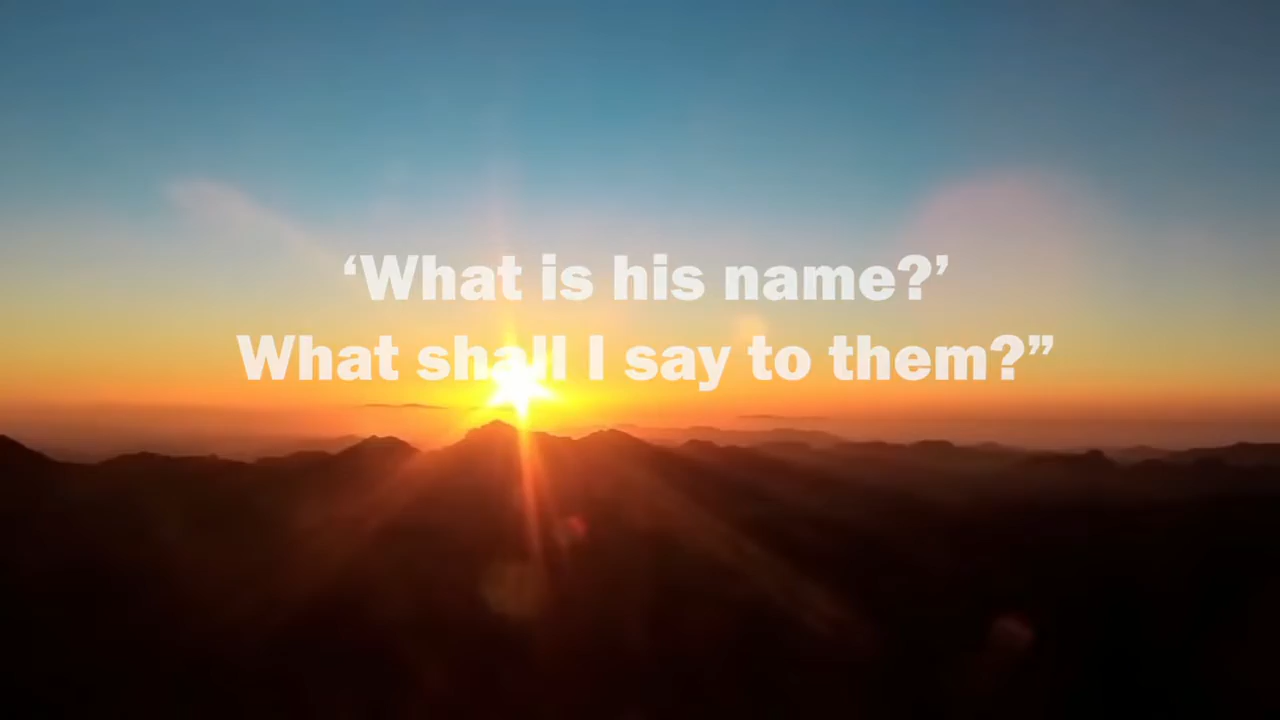 ‘What is his name?’
What shall I say to them?”